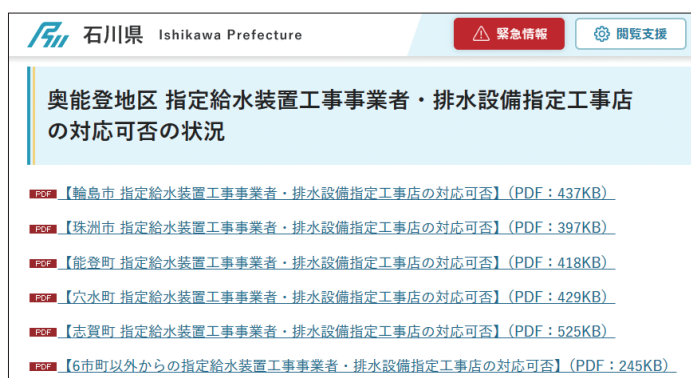 石川県 Ishikawa Prefecture
緊急情報
閲覧支援
奥能登地区 指定給水装置工事事業者・排水設備指定工事店
の対応可否の状況
PDF 【輪島市 指定給水装置工事事業者・排水設備指定工事店の対応可否】(PDF:437KB)
PDF 【珠洲市 指定給水装置工事事業者・排水設備指定工事店の対応可否】(PDF:397KB)
PDF 【能登町 指定給水装置工事事業者・排水設備指定工事店の対応可否】(PDF:418KB)
PDF 【穴水町 指定給水装置工事事業者・排水設備指定工事店の対応可否】(PDF:429KB)
PDF 【志賀町 指定給水装置工事事業者・排水設備指定工事店の対応可否】(PDF:525KB)
PDF 【6市町以外からの指定給水装置工事事業者・排水設備指定工事店の対応可否】(PDF:245KB)